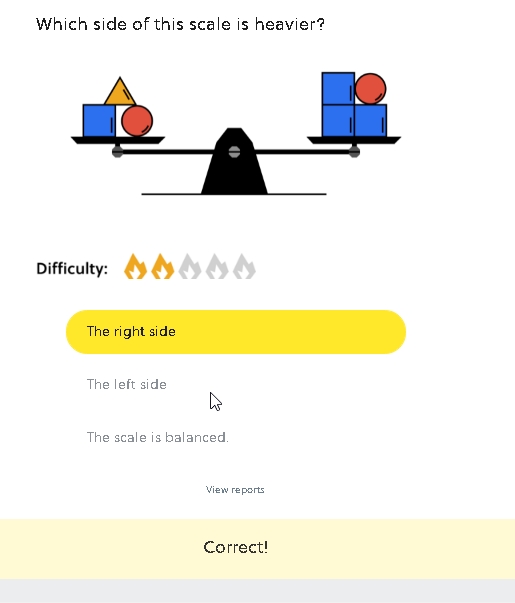 Which side of this scale is heavier?
Difficulty:
The right side
The left side
The scale is balanced.
View reports
Correct!